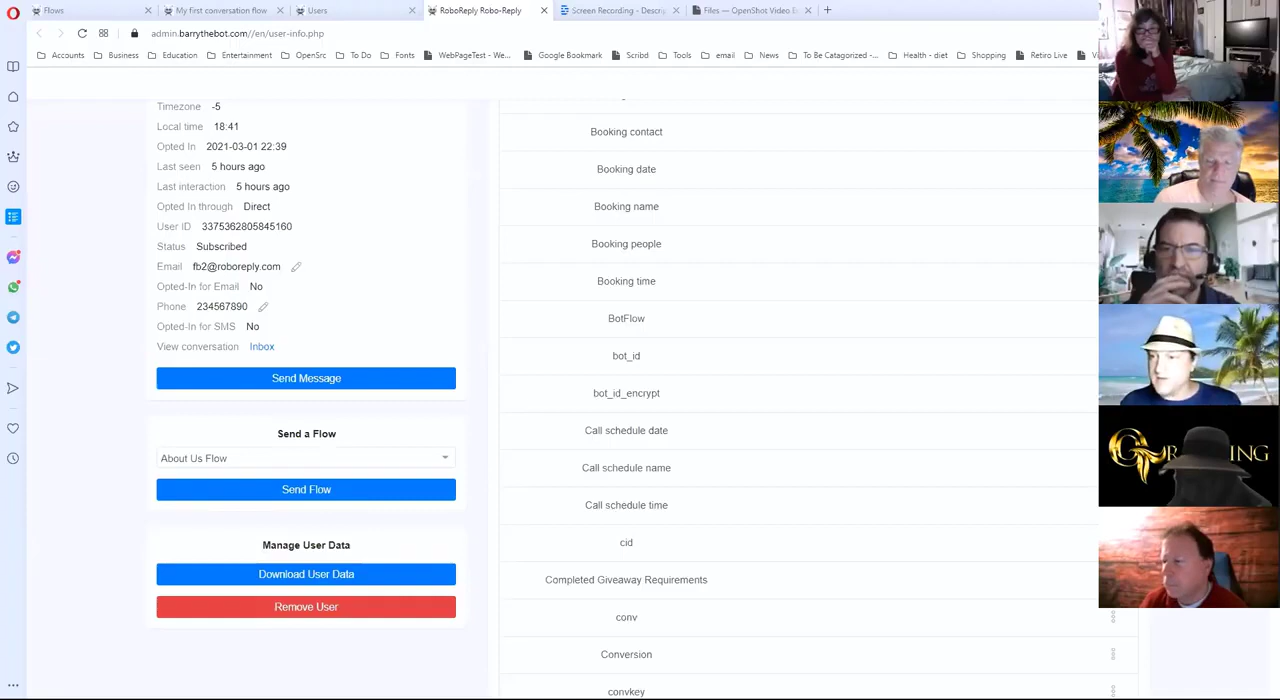 Flows
My first conversation flow
Users
RoboReply Robo-Reply
Screen Recording - Descrip
Files — OpenShot Video E
admin.barrythebot.com//en/user-info.php
Accounts
Business
Education
Entertainment
OpenSrc
To Do
Fonts
WebPageTest - We...
Google Bookmark
Scribd
Tools
email
News
To Be Catagorized -...
Health - diet
Shopping
Retiro Live
Timezone -5
Local time 18:41
Opted In 2021-03-01 22:39
Last seen 5 hours ago
Last interaction 5 hours ago
Opted In through Direct
User ID 3375362805845160
Status Subscribed
Email fb2@roboreply.com
Opted-In for Email No
Phone 234567890
Opted-In for SMS No
View conversation Inbox
Send Message
Send a Flow
About Us Flow
Send Flow
Manage User Data
Download User Data
Remove User
Booking contact
Booking date
Booking name
Booking people
Booking time
BotFlow
bot_id
bot_id_encrypt
Call schedule date
Call schedule name
Call schedule time
cid
Completed Giveaway Requirements
conv
Conversion
convkey
ING